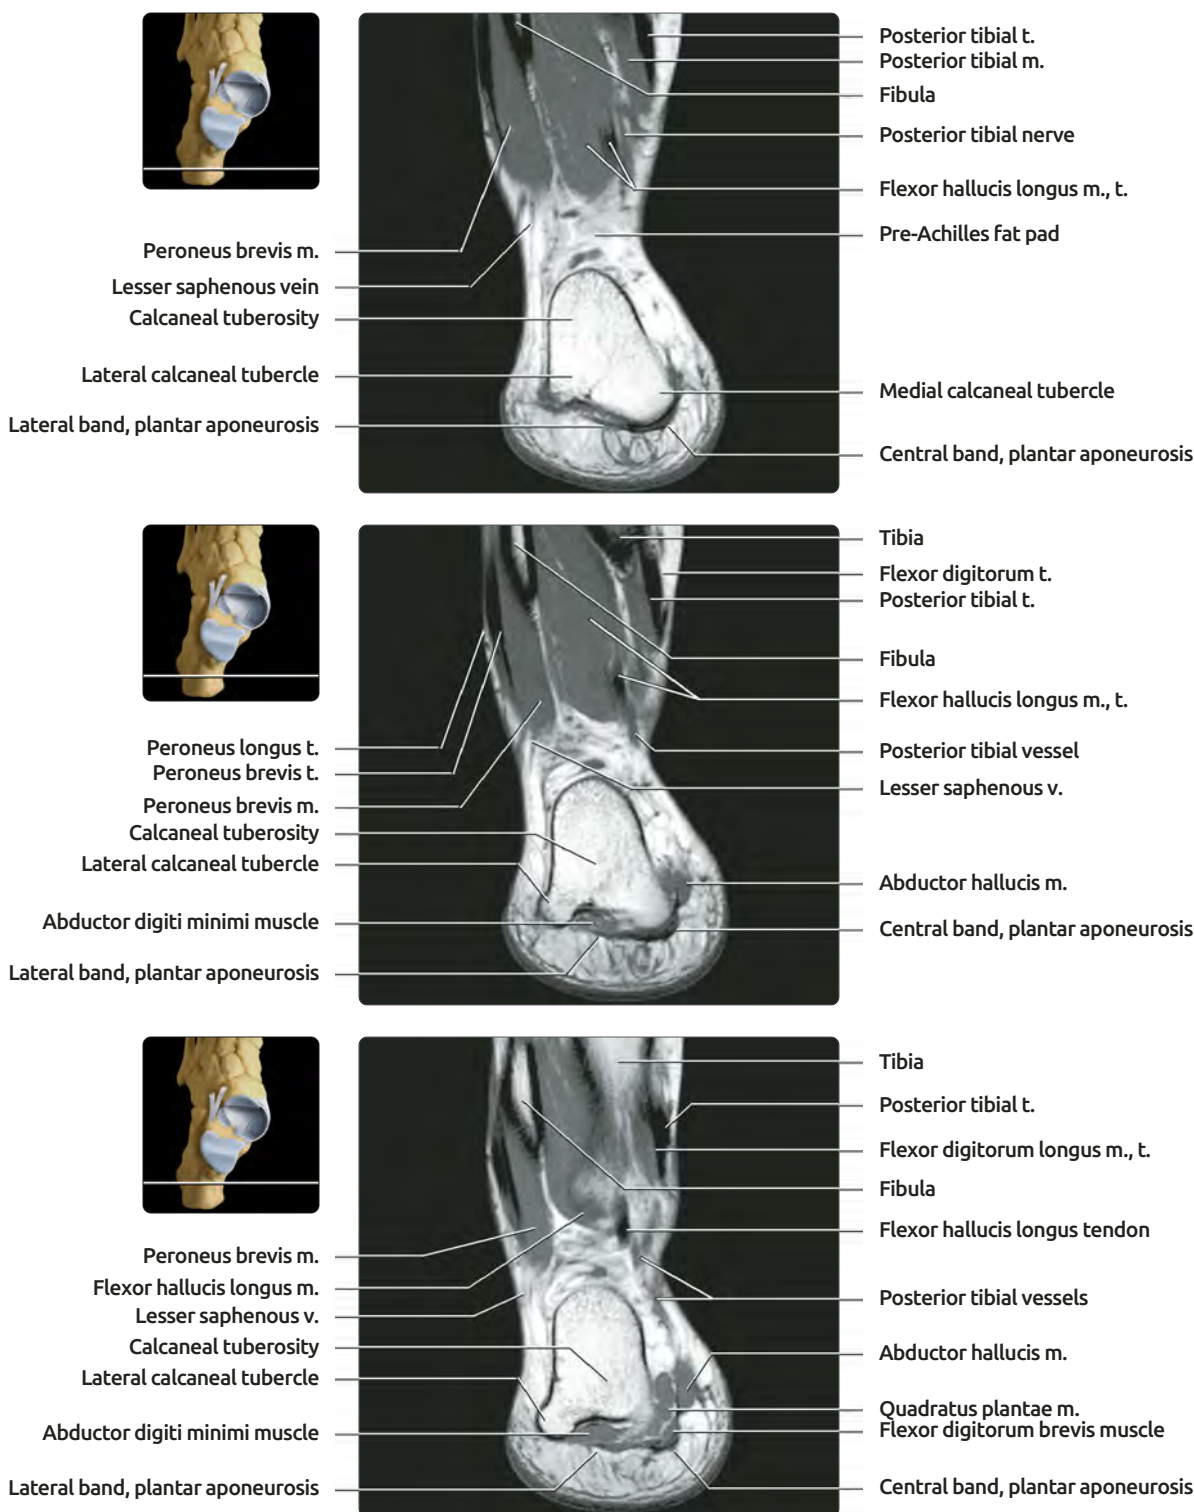 Posterior tibial t.
Posterior tibial m.
Fibula
Posterior tibial nerve
Flexor hallucis longus m., t.
Pre-Achilles fat pad
Peroneus brevis m.
Lesser saphenous vein
Calcaneal tuberosity
Lateral calcaneal tubercle
Lateral band, plantar aponeurosis
Medial calcaneal tubercle
Central band, plantar aponeurosis
Tibia
Flexor digitorum t.
Posterior tibial t.
Fibula
Flexor hallucis longus m., t.
Peroneus longus t.
Peroneus brevis t.
Peroneus brevis m.
Calcaneal tuberosity
Lateral calcaneal tubercle
Abductor digiti minimi muscle
Lateral band, plantar aponeurosis
Posterior tibial vessel
Lesser saphenous v.
Abductor hallucis m.
Central band, plantar aponeurosis
Tibia
Posterior tibial t.
Flexor digitorum longus m., t.
Fibula
Flexor hallucis longus tendon
Peroneus brevis m.
Flexor hallucis longus m.
Lesser saphenous v.
Calcaneal tuberosity
Lateral calcaneal tubercle
Abductor digiti minimi muscle
Lateral band, plantar aponeurosis
Posterior tibial vessels
Abductor hallucis m.
Quadratus plantae m.
Flexor digitorum brevis muscle
Central band, plantar aponeurosis